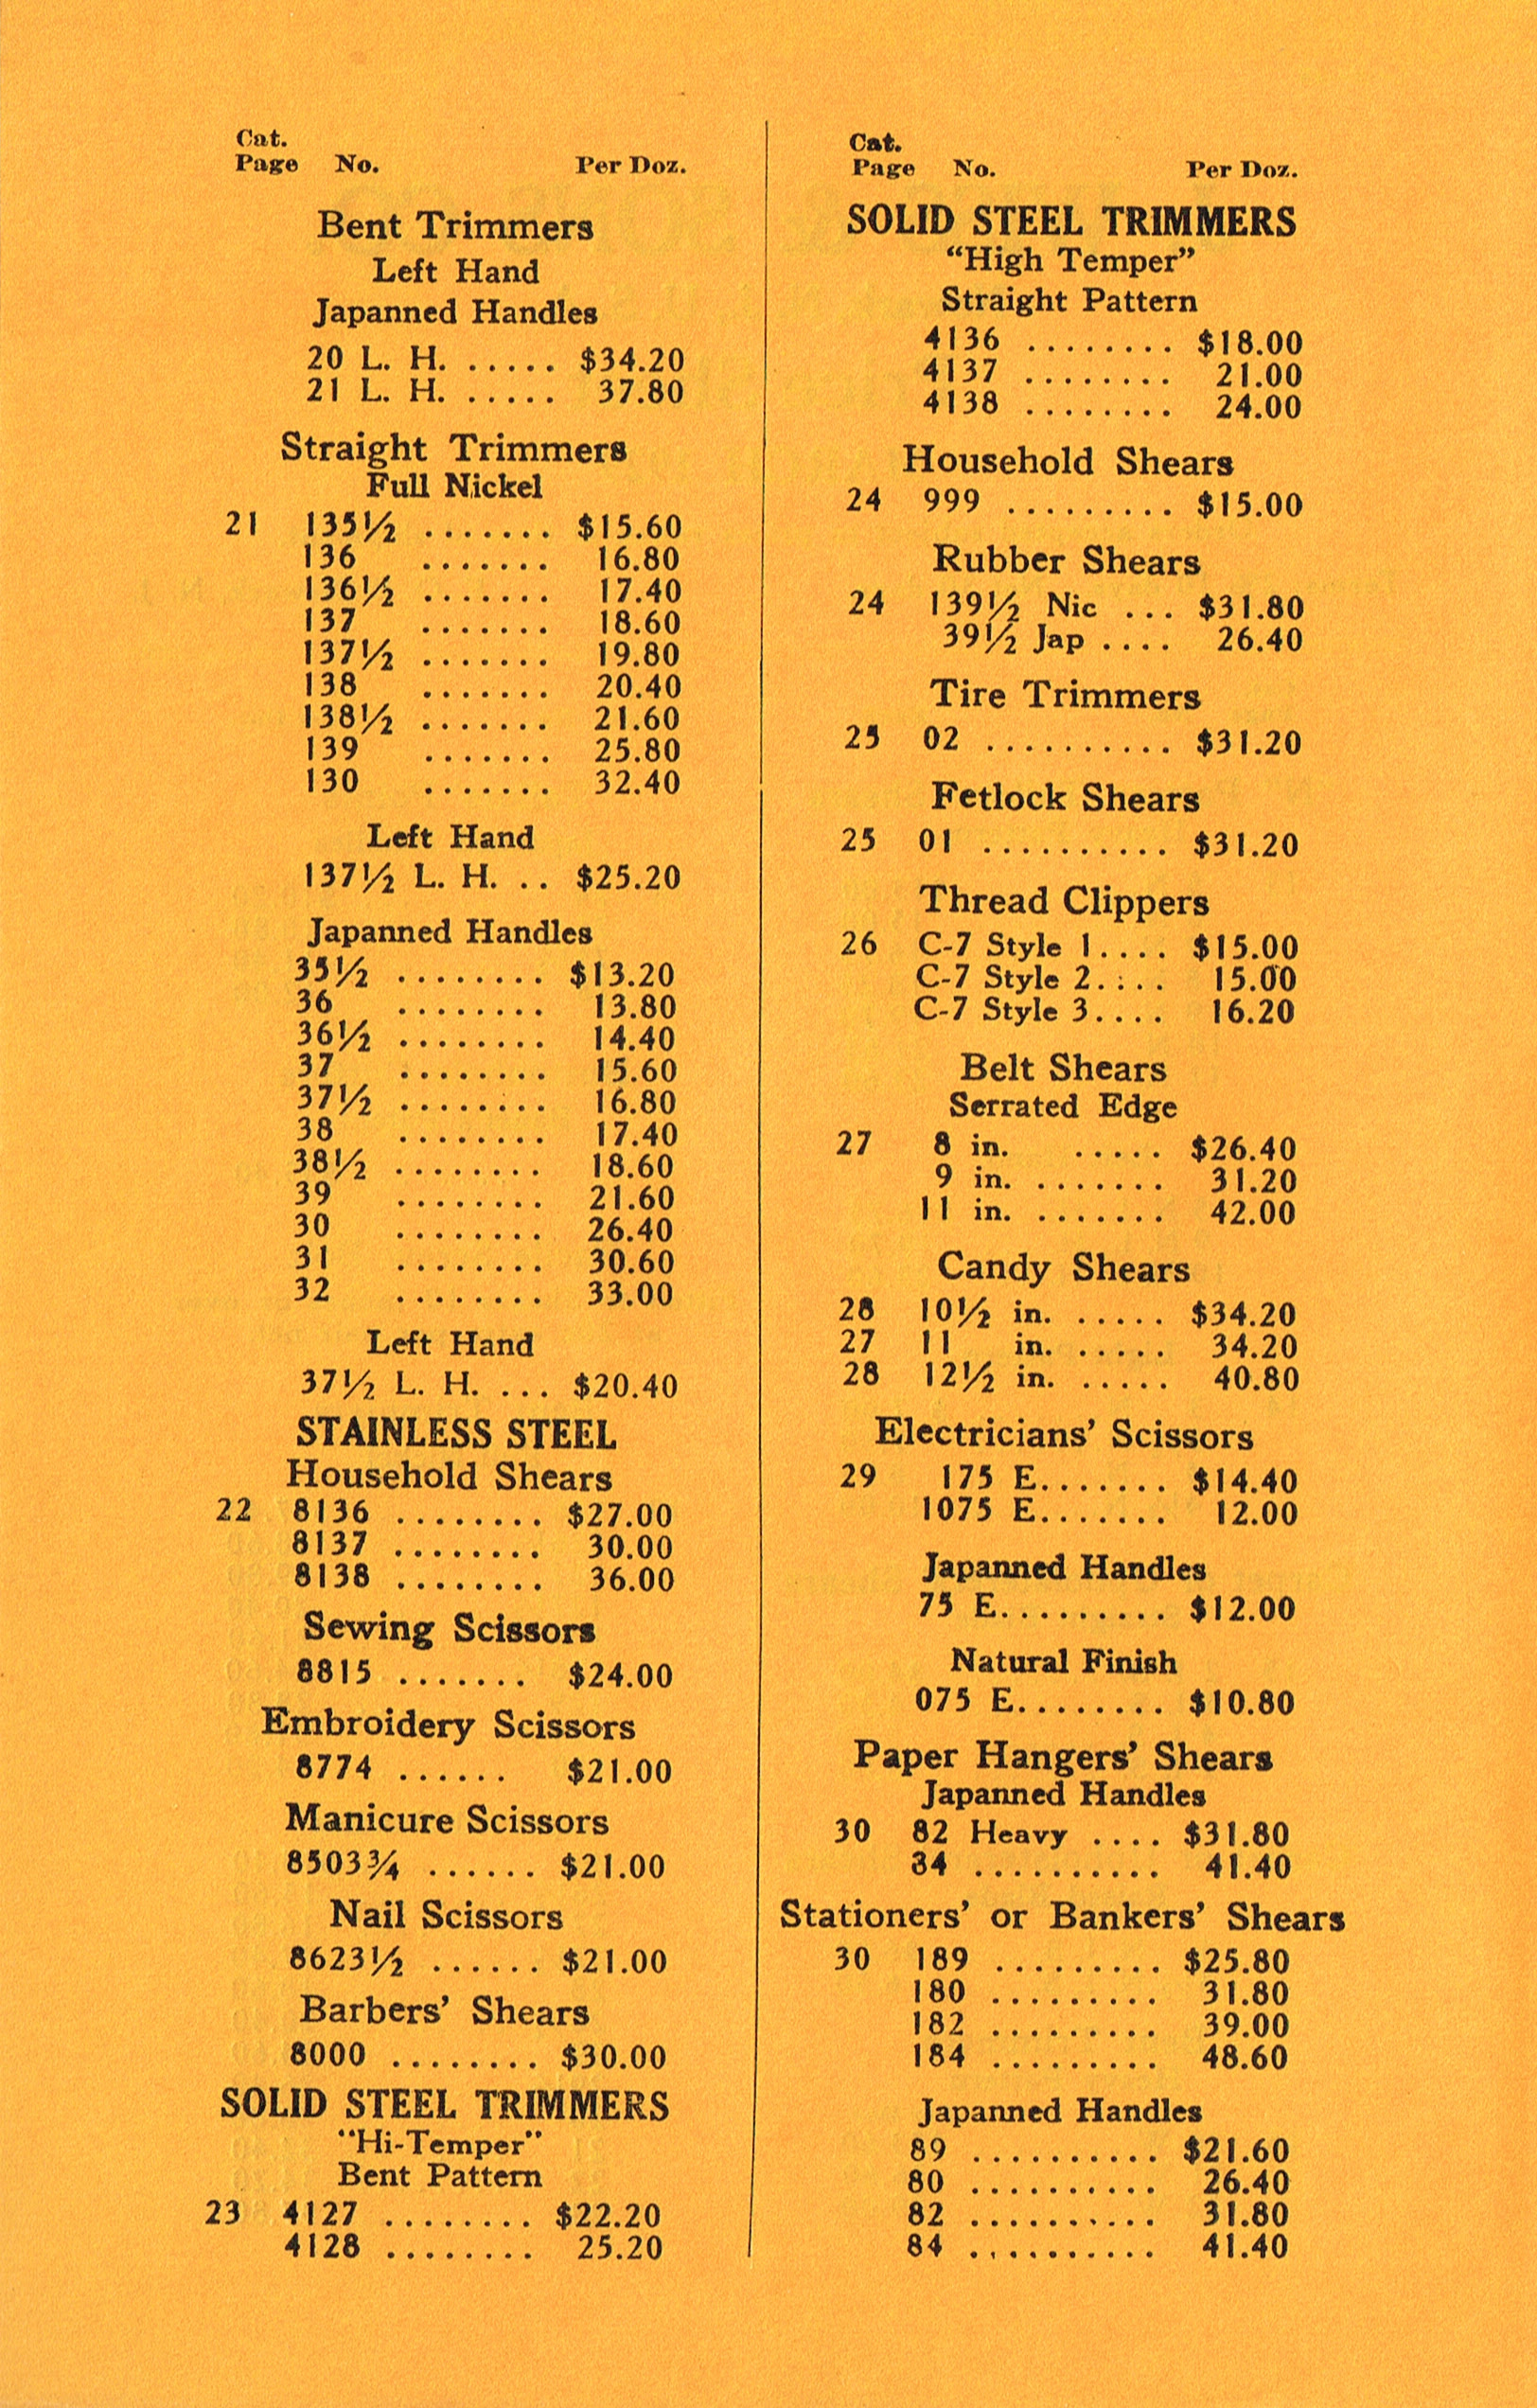 Cat.
Page No. Per Doz.
Bent Trimmers
Left Hand
Japanned Handles
20 L. H. ..... $34.20
21 L. H. ..... 37.80
Straight Trimmers
Full Nickel
21 135½ ....... $15.60
136 ....... 16.80
136½ ....... 17.40
137 ....... 18.60
137½ ....... 19.80
138 ....... 20.40
138½ ....... 21.60
139 ....... 25.80
130 ....... 32.40
Left Hand
137½ L. H. .. $25.20
Japanned Handles
35½ ........ $13.20
36 ........ 13.80
36½ ........ 14.40
37 ........ 15.60
37½ ........ 16.80
38 ........ 17.40
38½ ........ 18.60
39 ........ 21.60
30 ........ 26.40
31 ........ 30.60
32 ........ 33.00
Left Hand
37½ L. H. ... $20.40
STAINLESS STEEL
Household Shears
22 8136 ........ $27.00
8137 ........ 30.00
8138 ........ 36.00
Sewing Scissors
8815 ....... $24.00
Embroidery Scissors
8774 ...... $21.00
Manicure Scissors
8503¾ ...... $21.00
Nail Scissors
8623½ ...... $21.00
Barbers' Shears
8000 ........ $30.00
SOLID STEEL TRIMMERS
"Hi-Temper"
Bent Pattern
23 4127 ........ $22.20
4128 ........ 25.20
Cat.
Page No. Per Doz.
SOLID STEEL TRIMMERS
"High Temper"
Straight Pattern
4136 ........ $18.00
4137 ........ 21.00
4138 ........ 24.00
Household Shears
24 999 ......... $15.00
Rubber Shears
24 139½ Nic ... $31.80
39½ Jap .... 26.40
Tire Trimmers
25 02 .......... $31.20
Fetlock Shears
25 01 .......... $31.20
Thread Clippers
26 C-7 Style 1.... $15.00
C-7 Style 2.... 15.00
C-7 Style 3.... 16.20
Belt Shears
Serrated Edge
27 8 in. ..... $26.40
9 in. ....... 31.20
11 in. ....... 42.00
Candy Shears
28 10½ in. ..... $34.20
27 11 in. ..... 34.20
28 12½ in. ..... 40.80
Electricians' Scissors
29 175 E....... $14.40
1075 E....... 12.00
Japanned Handles
75 E......... $12.00
Natural Finish
075 E........ $10.80
Paper Hangers' Shears
Japanned Handles
30 82 Heavy .... $31.80
84 .......... 41.40
Stationers' or Bankers' Shears
30 189 ......... $25.80
180 ......... 31.80
182 ......... 39.00
184 ......... 48.60
Japanned Handles
89 .......... $21.60
80 .......... 26.40
82 .......... 31.80
84 .......... 41.40